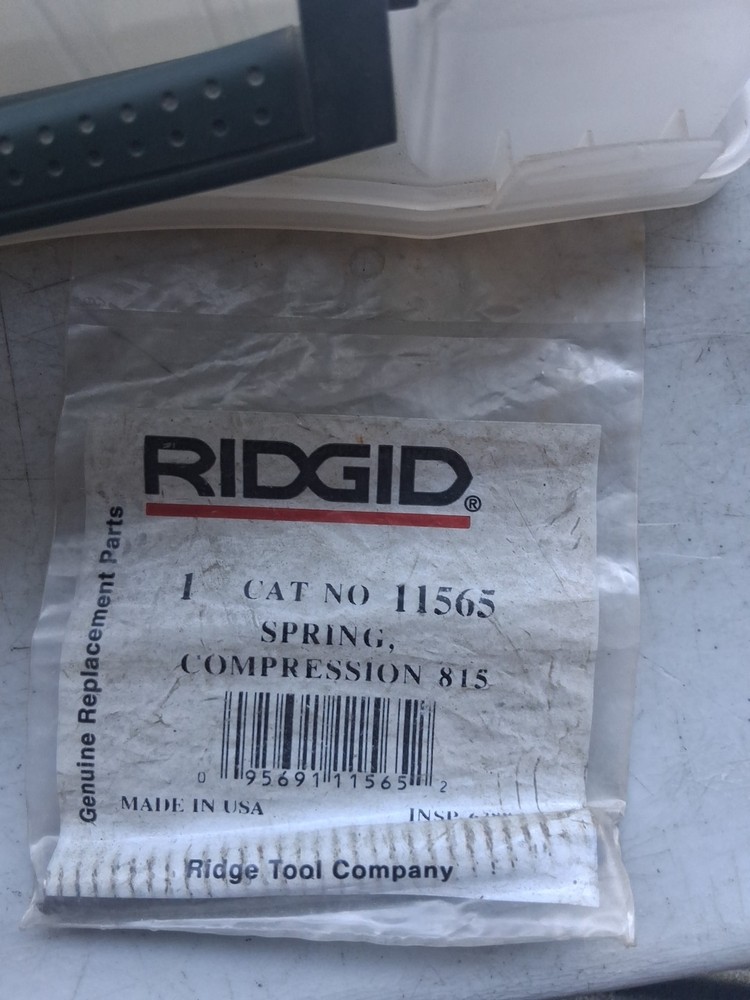 RIDGID®
Genuine Replacement Parts
1 CAT NO 11565
SPRING,
COMPRESSION 815
0 95691 11565 2
MADE IN USA INSP
Ridge Tool Company